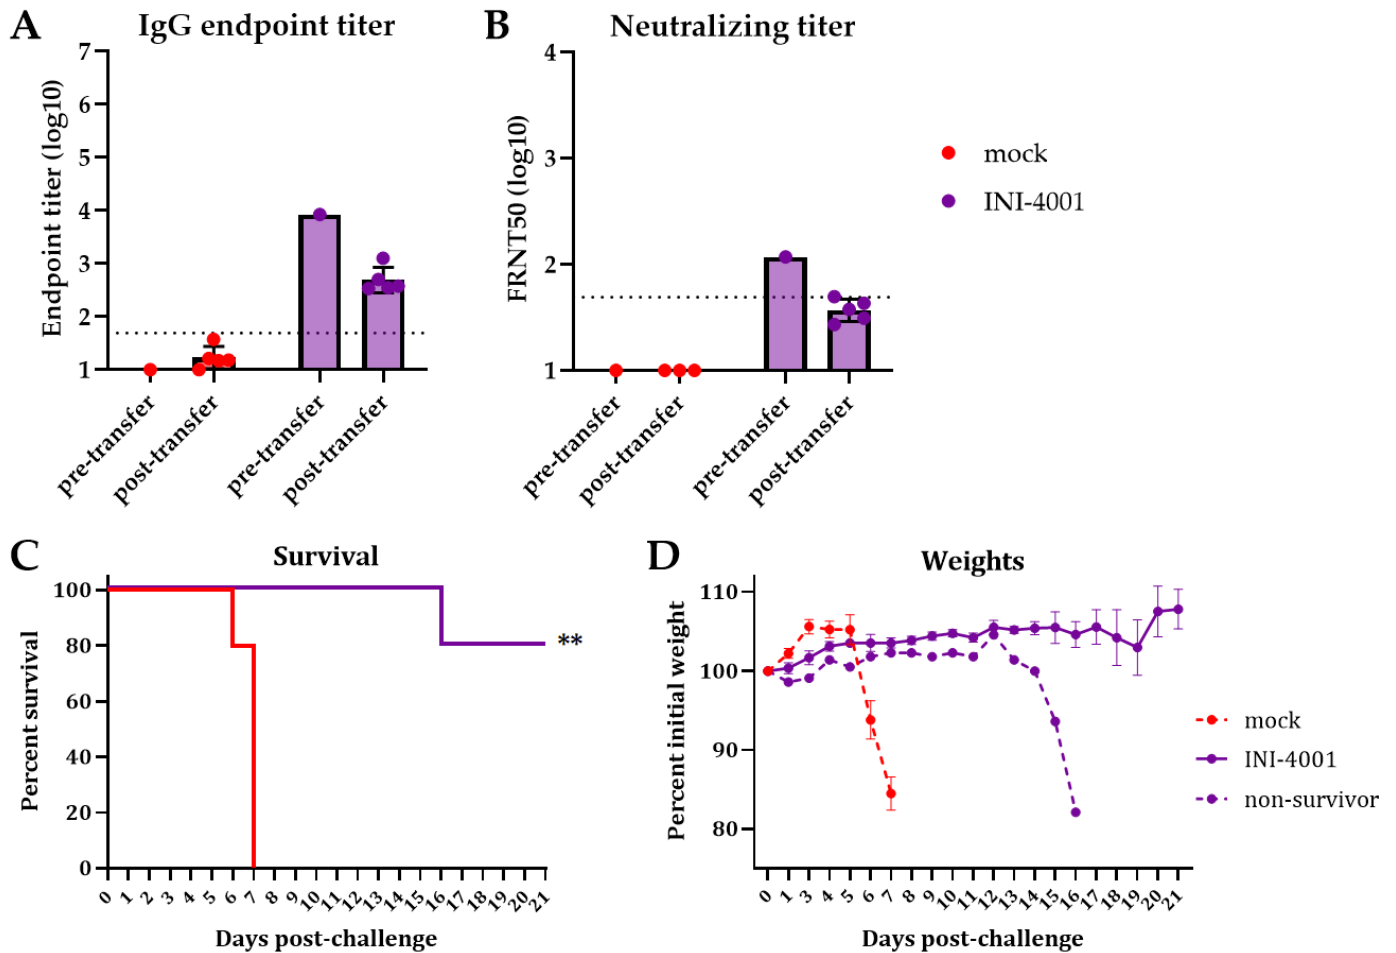 A
IgG endpoint titer
Endpoint titer (log10)
7
6
5
4
3
2
1
pre-transfer
post-transfer
pre-transfer
post-transfer
B
Neutralizing titer
FRNT50 (log10)
4
3
2
1
pre-transfer
post-transfer
pre-transfer
post-transfer
mock
INI-4001
C
Survival
Percent survival
100
80
60
40
20
0
**
0 1 2 3 4 5 6 7 8 9 10 11 12 13 14 15 16 17 18 19 20 21
Days post-challenge
D
Weights
Percent initial weight
110
100
90
80
0 1 3 4 5 6 7 8 9 10 11 12 13 14 15 16 17 18 19 20 21
Days post-challenge
mock
INI-4001
non-survivor